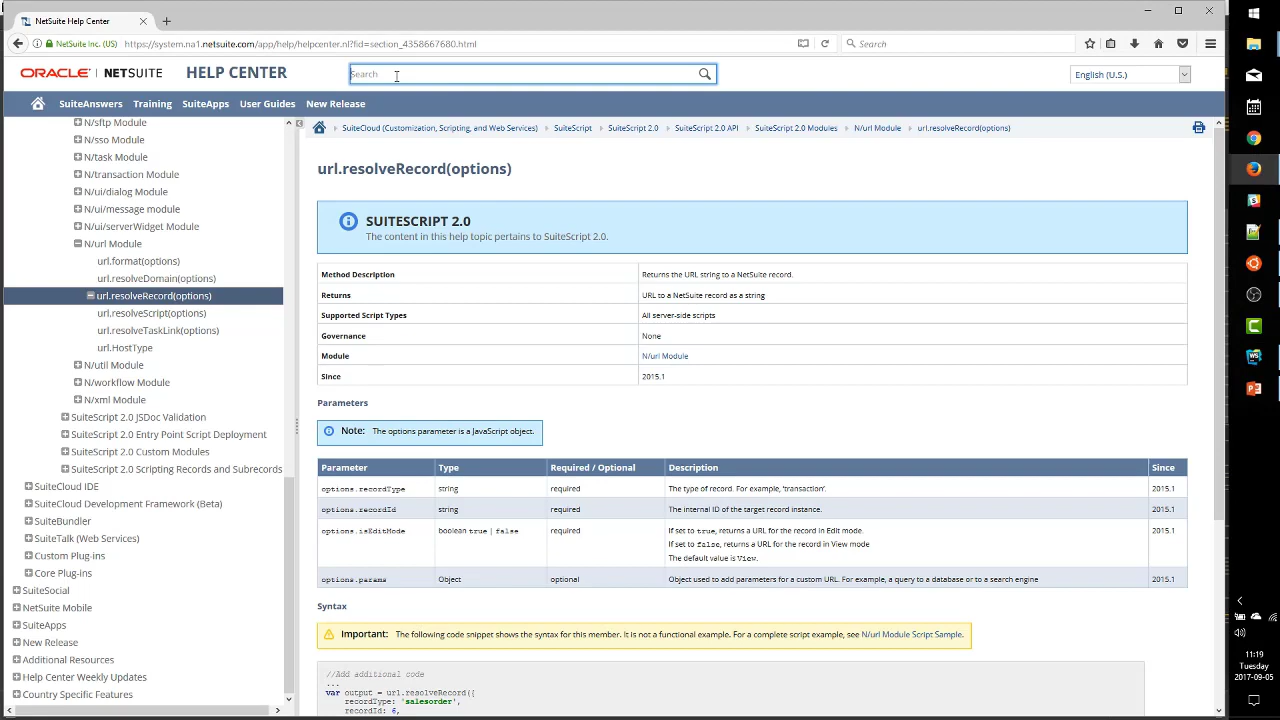 NetSuite Help Center
NetSuite Inc. (US)
https://system.na1.netsuite.com/app/help/helpcenter.nl?fid=section_4358667680.html
Search
ORACLE | NETSUITE HELP CENTER
Search
English (U.S.)
SuiteAnswers Training SuiteApps User Guides New Release
N/sftp Module
N/sso Module
N/task Module
N/transaction Module
N/ui/dialog Module
N/ui/message module
N/ui/serverWidget Module
N/url Module
url.format(options)
url.resolveDomain(options)
url.resolveRecord(options)
url.resolveScript(options)
url.resolveTaskLink(options)
url.HostType
N/util Module
N/workflow Module
N/xml Module
SuiteScript 2.0 JSDoc Validation
SuiteScript 2.0 Entry Point Script Deployment
SuiteScript 2.0 Custom Modules
SuiteScript 2.0 Scripting Records and Subrecords
SuiteCloud IDE
SuiteCloud Development Framework (Beta)
SuiteBundler
SuiteTalk (Web Services)
Custom Plug-ins
Core Plug-ins
SuiteSocial
NetSuite Mobile
SuiteApps
New Release
Additional Resources
Help Center Weekly Updates
Country Specific Features
SuiteCloud (Customization, Scripting, and Web Services) SuiteScript SuiteScript 2.0 SuiteScript 2.0 API SuiteScript 2.0 Modules N/url Module url.resolveRecord(options)
url.resolveRecord(options)
SUITESCRIPT 2.0
The content in this help topic pertains to SuiteScript 2.0.
Method Description Returns the URL string to a NetSuite record.
Returns URL to a NetSuite record as a string
Supported Script Types All server-side scripts
Governance None
Module N/url Module
Since 2015.1
Parameters
Note: The options parameter is a JavaScript object.
Parameter Type Required / Optional Description Since
options.recordType string required The type of record. For example, 'transaction'. 2015.1
options.recordId string required The internal ID of the target record instance. 2015.1
options.isEditMode boolean true | false required If set to true, returns a URL for the record in Edit mode. 2015.1
If set to false, returns a URL for the record in View mode
The default value is View.
options.params Object optional Object used to add parameters for a custom URL. For example, a query to a database or to a search engine 2015.1
Syntax
Important: The following code snippet shows the syntax for this member. It is not a functional example. For a complete script example, see N/url Module Script Sample.
//Add additional code
...
var output = url.resolveRecord({
recordType: 'salesorder',
recordId: 6,
11:19
Tuesday
2017-09-05